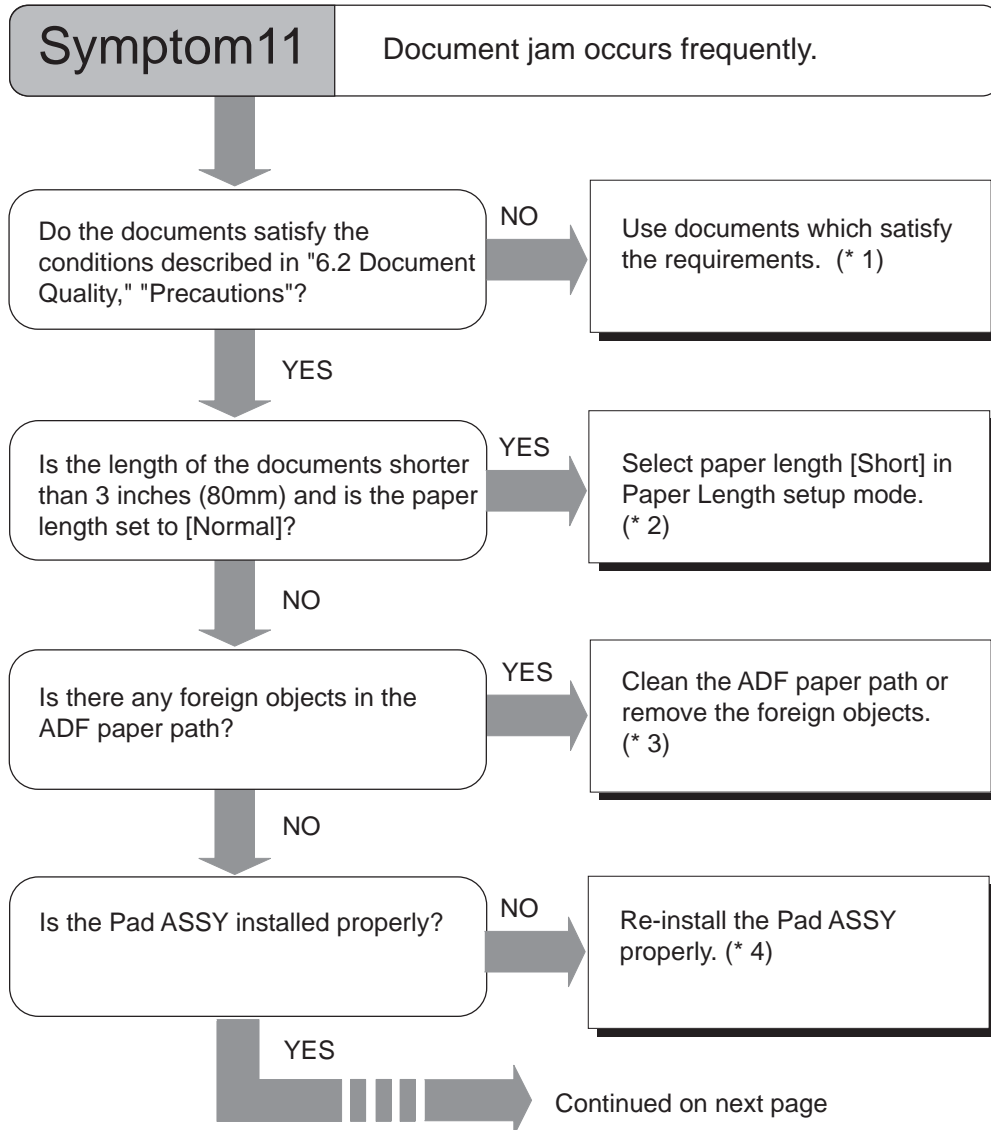 Symptom11
Document jam occurs frequently.
Do the documents satisfy the
conditions described in "6.2 Document
Quality," "Precautions"?
NO
Use documents which satisfy
the requirements. (* 1)
YES
Is the length of the documents shorter
than 3 inches (80mm) and is the paper
length set to [Normal]?
YES
Select paper length [Short] in
Paper Length setup mode.
(* 2)
NO
Is there any foreign objects in the
ADF paper path?
YES
Clean the ADF paper path or
remove the foreign objects.
(* 3)
NO
Is the Pad ASSY installed properly?
NO
Re-install the Pad ASSY
properly. (* 4)
YES
Continued on next page